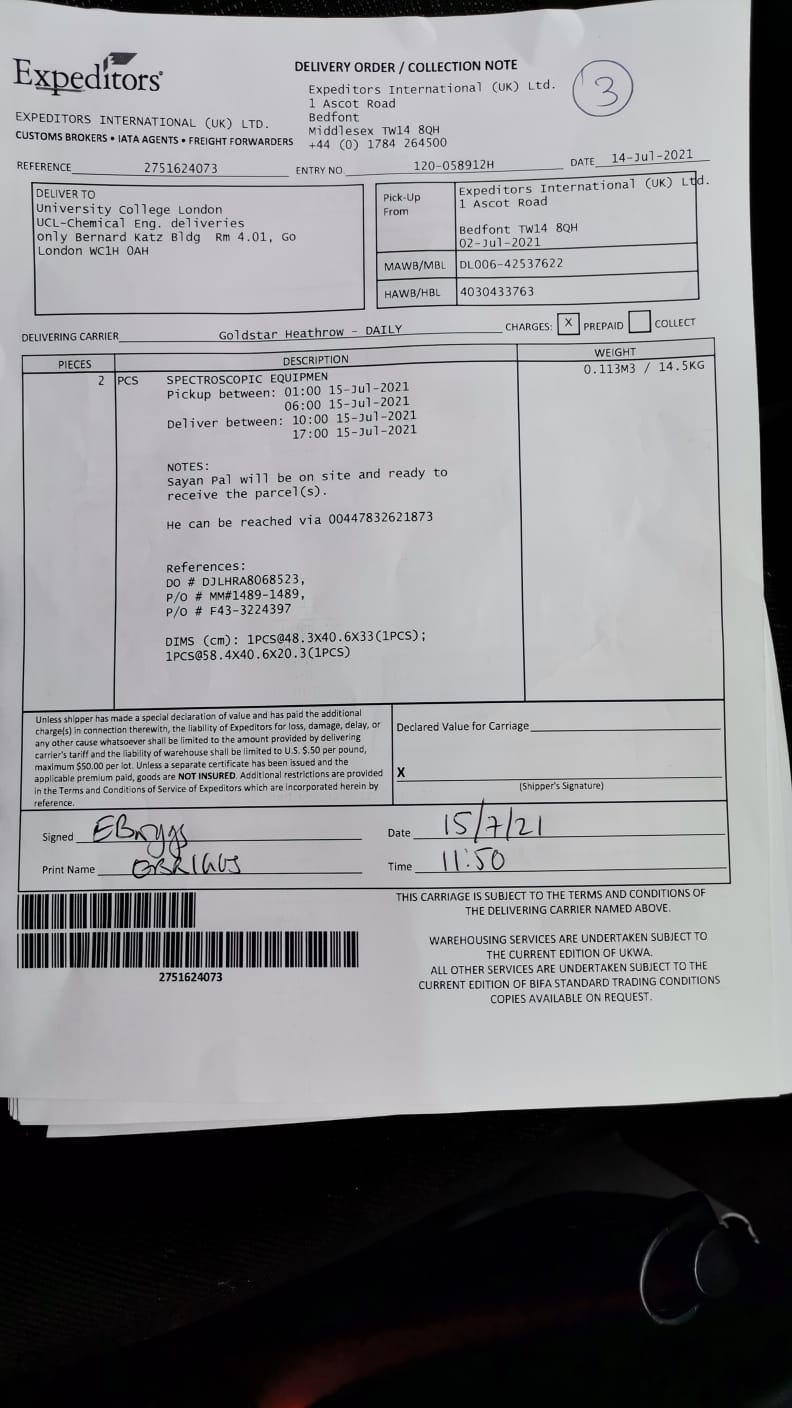 Expeditors
DELIVERY ORDER / COLLECTION NOTE
3
Expeditors International (UK) Ltd.
1 Ascot Road
Bedfont
Middlesex TW14 8QH
+44 (0) 1784 264500
EXPEDITORS INTERNATIONAL (UK) LTD.
CUSTOMS BROKERS • IATA AGENTS • FREIGHT FORWARDERS
REFERENCE 2751624073 ENTRY NO. 120-058912H DATE 14-Jul-2021
DELIVER TO
University College London
UCL-Chemical Eng. deliveries
only Bernard Katz Bldg Rm 4.01, Go
London WC1H 0AH
Pick-Up From
Expeditors International (UK) Ltd.
1 Ascot Road
Bedfont TW14 8QH
02-Jul-2021
MAWB/MBL DL006-42537622
HAWB/HBL 4030433763
DELIVERING CARRIER Goldstar Heathrow - DAILY CHARGES: X PREPAID COLLECT
PIECES DESCRIPTION WEIGHT
2 PCS SPECTROSCOPIC EQUIPMEN 0.113M3 / 14.5KG
Pickup between: 01:00 15-Jul-2021
06:00 15-Jul-2021
Deliver between: 10:00 15-Jul-2021
17:00 15-Jul-2021
NOTES:
Sayan Pal will be on site and ready to
receive the parcel(s).
He can be reached via 00447832621873
References:
DO # DJLHRA8068523,
P/O # MM#1489-1489,
P/O # F43-3224397
DIMS (cm): 1PCS@48.3X40.6X33(1PCS);
1PCS@58.4X40.6X20.3(1PCS)
Unless shipper has made a special declaration of value and has paid the additional
charge(s) in connection therewith, the liability of Expeditors for loss, damage, delay, or
any other cause whatsoever shall be limited to the amount provided by delivering
carrier's tariff and the liability of warehouse shall be limited to U.S. $.50 per pound,
maximum $50.00 per lot. Unless a separate certificate has been issued and the
applicable premium paid, goods are NOT INSURED. Additional restrictions are provided
in the Terms and Conditions of Service of Expeditors which are incorporated herein by
reference.
Declared Value for Carriage
X
(Shipper's Signature)
Signed EBriggs Date 15/7/21
Print Name Time 11:50
THIS CARRIAGE IS SUBJECT TO THE TERMS AND CONDITIONS OF
THE DELIVERING CARRIER NAMED ABOVE.
WAREHOUSING SERVICES ARE UNDERTAKEN SUBJECT TO
THE CURRENT EDITION OF UKWA.
ALL OTHER SERVICES ARE UNDERTAKEN SUBJECT TO THE
CURRENT EDITION OF BIFA STANDARD TRADING CONDITIONS
COPIES AVAILABLE ON REQUEST.
2751624073